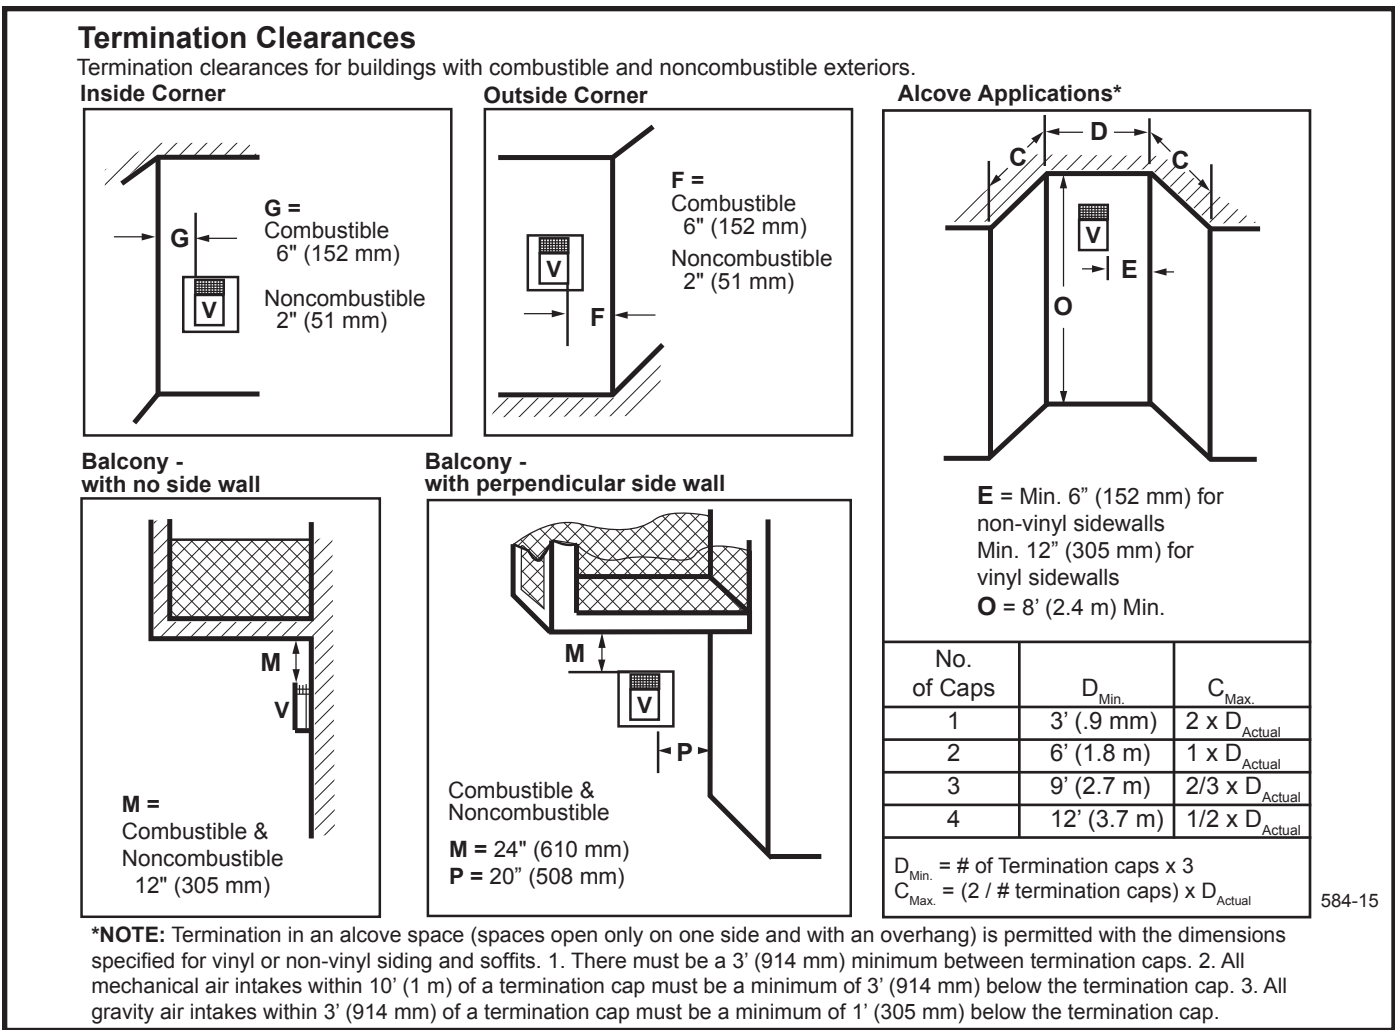 Termination Clearances
Termination clearances for buildings with combustible and noncombustible exteriors.
Inside Corner
G
V
G =
Combustible
6" (152 mm)
Noncombustible
2" (51 mm)
Outside Corner
V
F
F =
Combustible
6" (152 mm)
Noncombustible
2" (51 mm)
Alcove Applications*
D
C
C
V
E
O
E = Min. 6” (152 mm) for
non-vinyl sidewalls
Min. 12” (305 mm) for
vinyl sidewalls
O = 8’ (2.4 m) Min.
No.
of Caps D Min. C Max.
1 3’ (.9 mm) 2 x D Actual
2 6’ (1.8 m) 1 x D Actual
3 9’ (2.7 m) 2/3 x D Actual
4 12’ (3.7 m) 1/2 x D Actual
D Min. = # of Termination caps x 3
C Max. = (2 / # termination caps) x D Actual
Balcony -
with no side wall
M
V
M =
Combustible &
Noncombustible
12" (305 mm)
Balcony -
with perpendicular side wall
M
V
P
Combustible &
Noncombustible
M = 24" (610 mm)
P = 20” (508 mm)
584-15
*NOTE: Termination in an alcove space (spaces open only on one side and with an overhang) is permitted with the dimensions
specified for vinyl or non-vinyl siding and soffits. 1. There must be a 3’ (914 mm) minimum between termination caps. 2. All
mechanical air intakes within 10’ (1 m) of a termination cap must be a minimum of 3’ (914 mm) below the termination cap. 3. All
gravity air intakes within 3’ (914 mm) of a termination cap must be a minimum of 1’ (305 mm) below the termination cap.